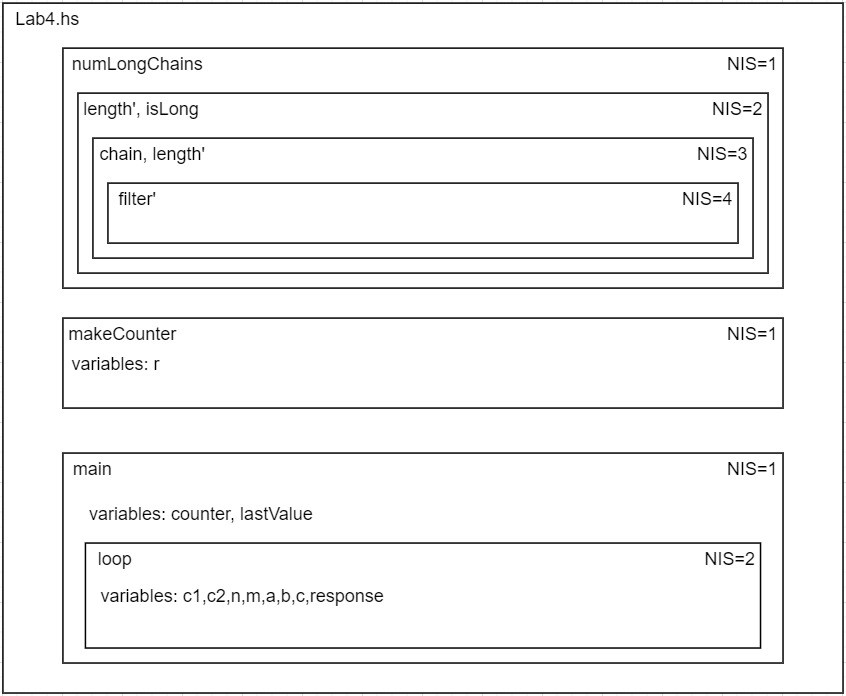 Lab4.hs
numLongChains NIS=1
length', isLong NIS=2
chain, length' NIS=3
filter' NIS=4
makeCounter NIS=1
variables: r
main NIS=1
variables: counter, lastValue
loop NIS=2
variables: c1,c2,n,m,a,b,c,response